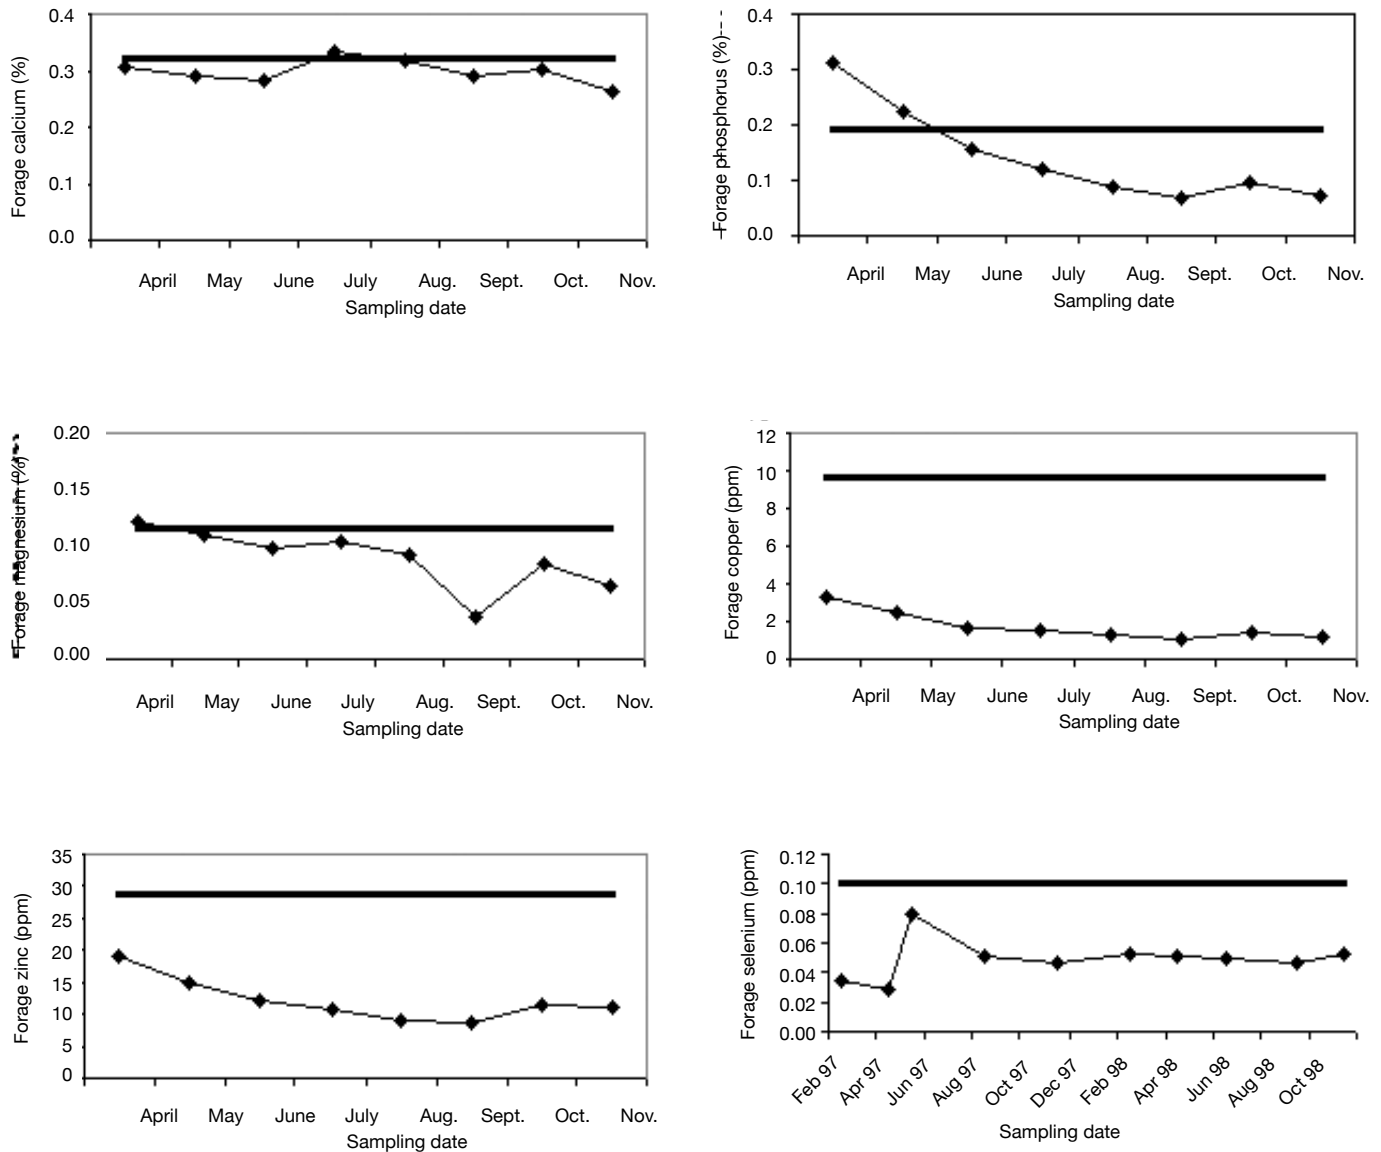 Forage calcium (%)
0.4
0.3
0.2
0.1
0.0
April May June July Aug. Sept. Oct. Nov.
Sampling date
Forage phosphorus (%)
0.4
0.3
0.2
0.1
0.0
April May June July Aug. Sept. Oct. Nov.
Sampling date
Forage magnesium (%)
0.20
0.15
0.10
0.05
0.00
April May June July Aug. Sept. Oct. Nov.
Sampling date
Forage copper (ppm)
12
10
8
6
4
2
0
April May June July Aug. Sept. Oct. Nov.
Sampling date
Forage zinc (ppm)
35
30
25
20
15
10
5
0
April May June July Aug. Sept. Oct. Nov.
Sampling date
Forage selenium (ppm)
0.12
0.10
0.08
0.06
0.04
0.02
0.00
Feb 97 Apr 97 Jun 97 Aug 97 Oct 97 Dec 97 Feb 98 Apr 98 Jun 98 Aug 98 Oct 98
Sampling date